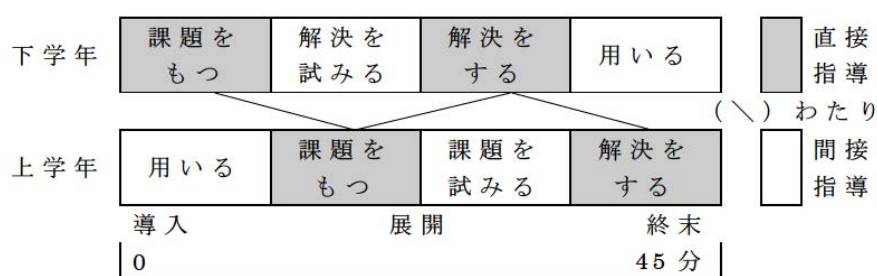 下学年 課題をもつ 解決を試みる 解決をする 用いる 直接指導
(＼) わたり
上学年 用いる 課題をもつ 課題を試みる 解決をする 間接指導
導入 展開 終末
0 45分